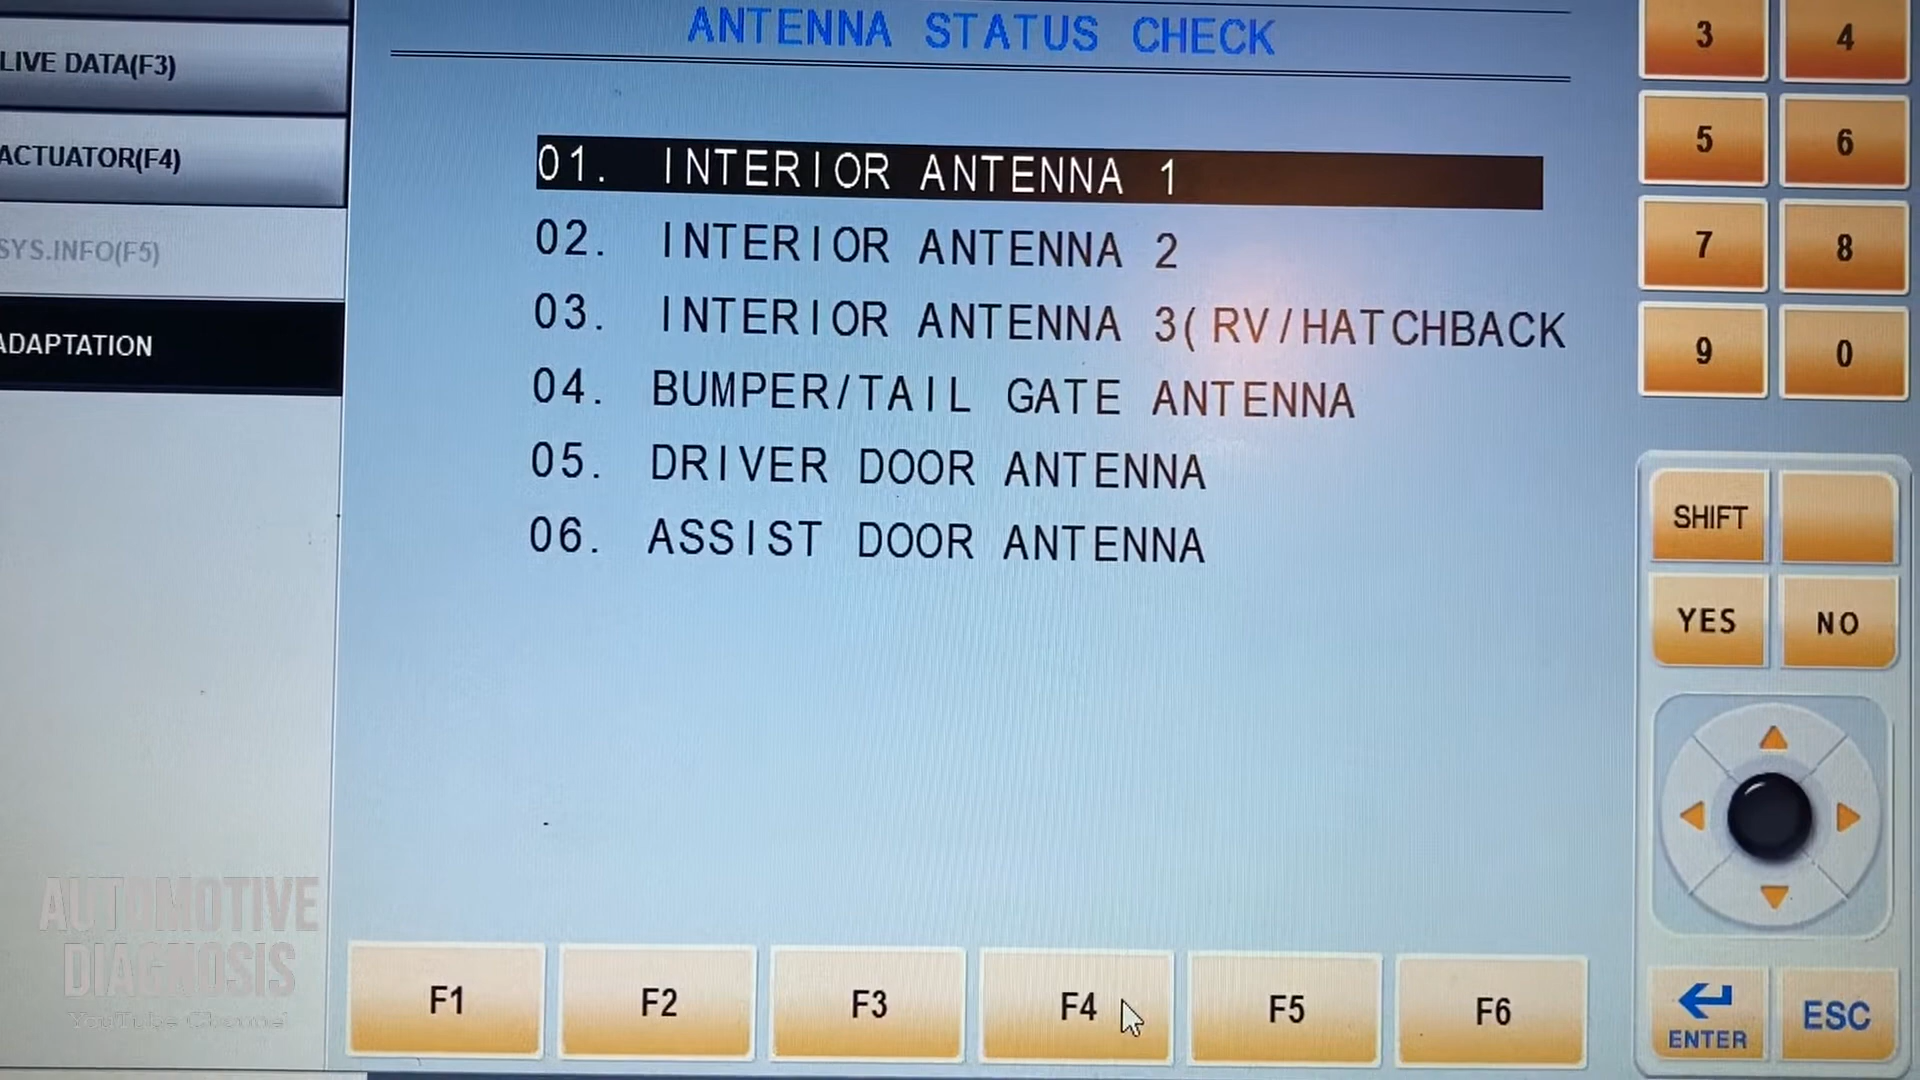 ANTENNA STATUS CHECK
LIVE DATA(F3)
ACTUATOR(F4)
SYS.INFO(F5)
ADAPTATION
01. INTERIOR ANTENNA 1
02. INTERIOR ANTENNA 2
03. INTERIOR ANTENNA 3(RV/HATCHBACK
04. BUMPER/TAIL GATE ANTENNA
05. DRIVER DOOR ANTENNA
06. ASSIST DOOR ANTENNA
3 4
5 6
7 8
9 0
SHIFT
YES NO
ENTER ESC
F1 F2 F3 F4 F5 F6
AUTOMOTIVE
DIAGNOSIS
YouTube Channel